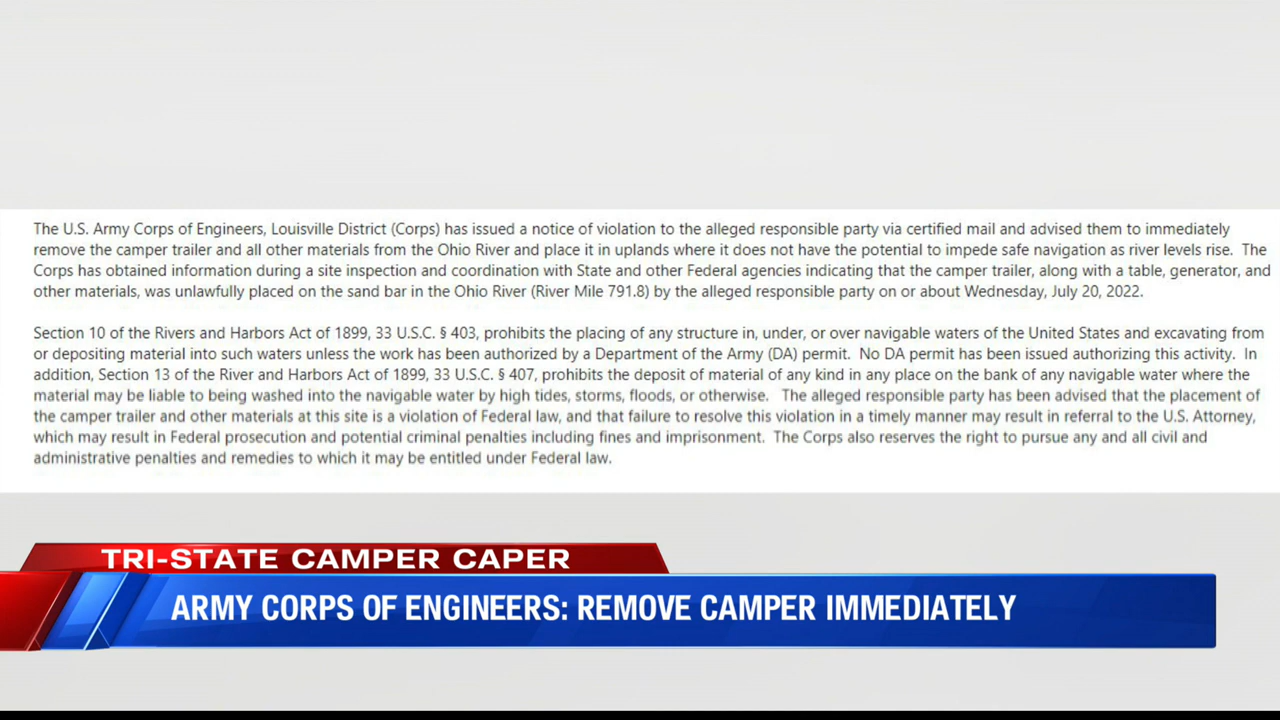 The U.S. Army Corps of Engineers, Louisville District (Corps) has issued a notice of violation to the alleged responsible party via certified mail and advised them to immediately
remove the camper trailer and all other materials from the Ohio River and place it in uplands where it does not have the potential to impede safe navigation as river levels rise.  The
Corps has obtained information during a site inspection and coordination with State and other Federal agencies indicating that the camper trailer, along with a table, generator, and
other materials, was unlawfully placed on the sand bar in the Ohio River (River Mile 791.8) by the alleged responsible party on or about Wednesday, July 20, 2022.
Section 10 of the Rivers and Harbors Act of 1899, 33 U.S.C. § 403, prohibits the placing of any structure in, under, or over navigable waters of the United States and excavating from
or depositing material into such waters unless the work has been authorized by a Department of the Army (DA) permit.  No DA permit has been issued authorizing this activity.  In
addition, Section 13 of the River and Harbors Act of 1899, 33 U.S.C. § 407, prohibits the deposit of material of any kind in any place on the bank of any navigable water where the
material may be liable to being washed into the navigable water by high tides, storms, floods, or otherwise.   The alleged responsible party has been advised that the placement of
the camper trailer and other materials at this site is a violation of Federal law, and that failure to resolve this violation in a timely manner may result in referral to the U.S. Attorney,
which may result in Federal prosecution and potential criminal penalties including fines and imprisonment.  The Corps also reserves the right to pursue any and all civil and
administrative penalties and remedies to which it may be entitled under Federal law.
TRI-STATE CAMPER CAPER
ARMY CORPS OF ENGINEERS: REMOVE CAMPER IMMEDIATELY